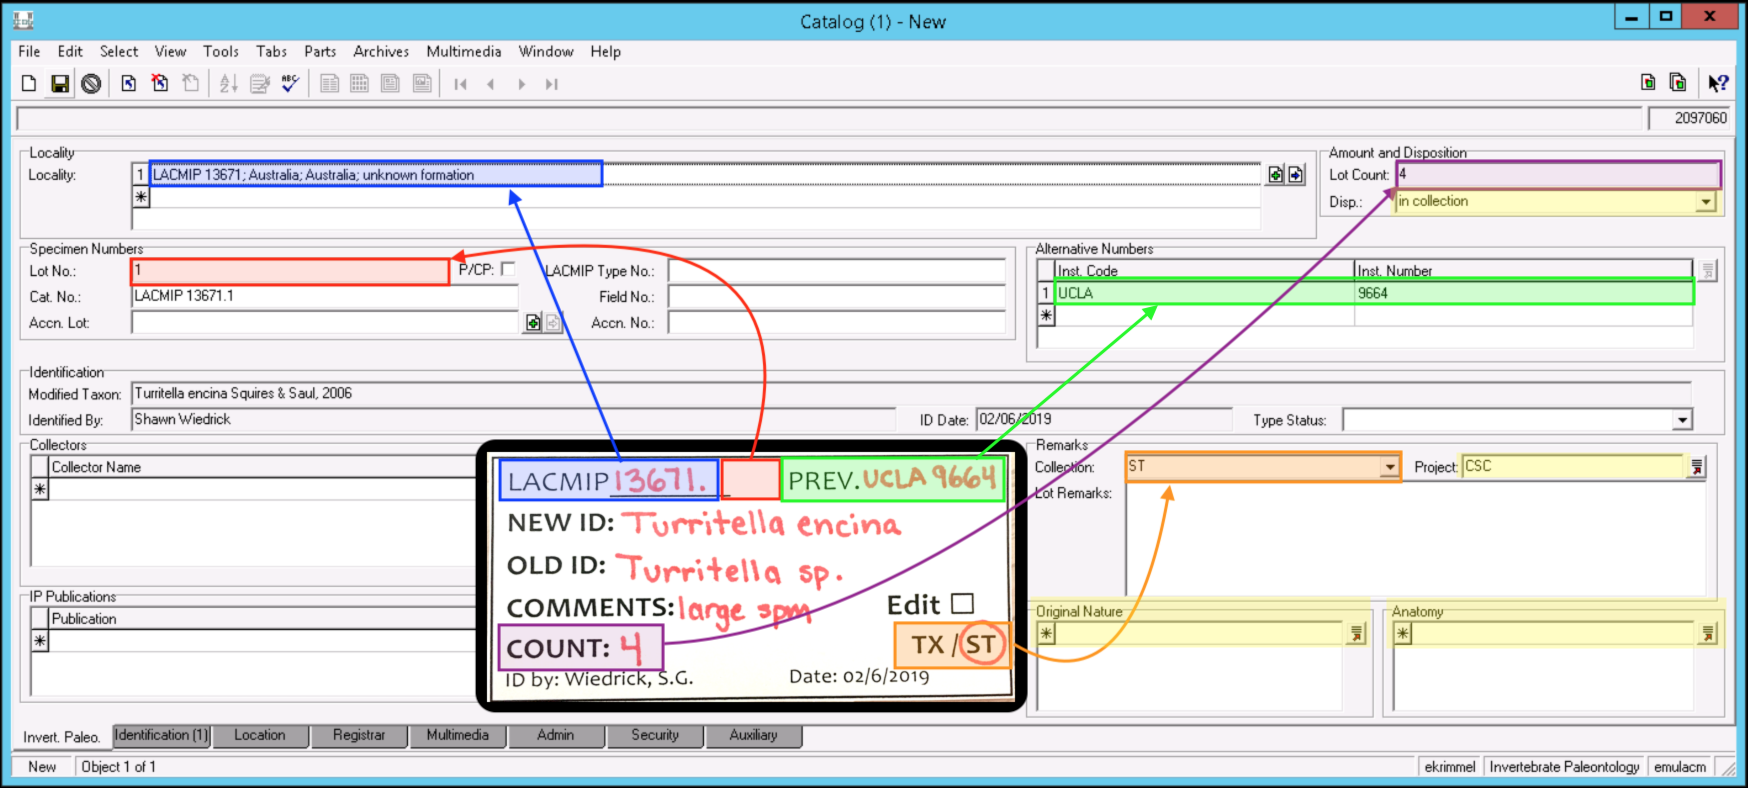 Catalog (1) - New
File Edit Select View Tools Tabs Parts Archives Multimedia Window Help
2097060
Locality
Locality: 1 LACMIP 13671; Australia; Australia; unknown formation
Amount and Disposition
Lot Count: 4
Disp.: in collection
Specimen Numbers
Lot No.: 1 P/CP: LACMIP Type No.:
Cat. No.: LACMIP 13671.1 Field No.:
Accn. Lot: Accn. No.:
Alternative Numbers
Inst. Code Inst. Number
1 UCLA 9664
Identification
Modified Taxon: Turritella encina Squires & Saul, 2006
Identified By: Shawn Wiedrick ID Date: 02/06/2019 Type Status:
Collectors
Collector Name
IP Publications
Publication
LACMIP 13671. PREV. UCLA 9664
NEW ID: Turritella encina
OLD ID: Turritella sp.
COMMENTS: large spm Edit
COUNT: 4 TX / ST
ID by: Wiedrick, S.G. Date: 02/6/2019
Remarks
Collection: ST Project: CSC
Lot Remarks:
Original Nature Anatomy
Invert. Paleo. Identification (1) Location Registrar Multimedia Admin Security Auxiliary
New Object 1 of 1 ekrimmel Invertebrate Paleontology emulacm